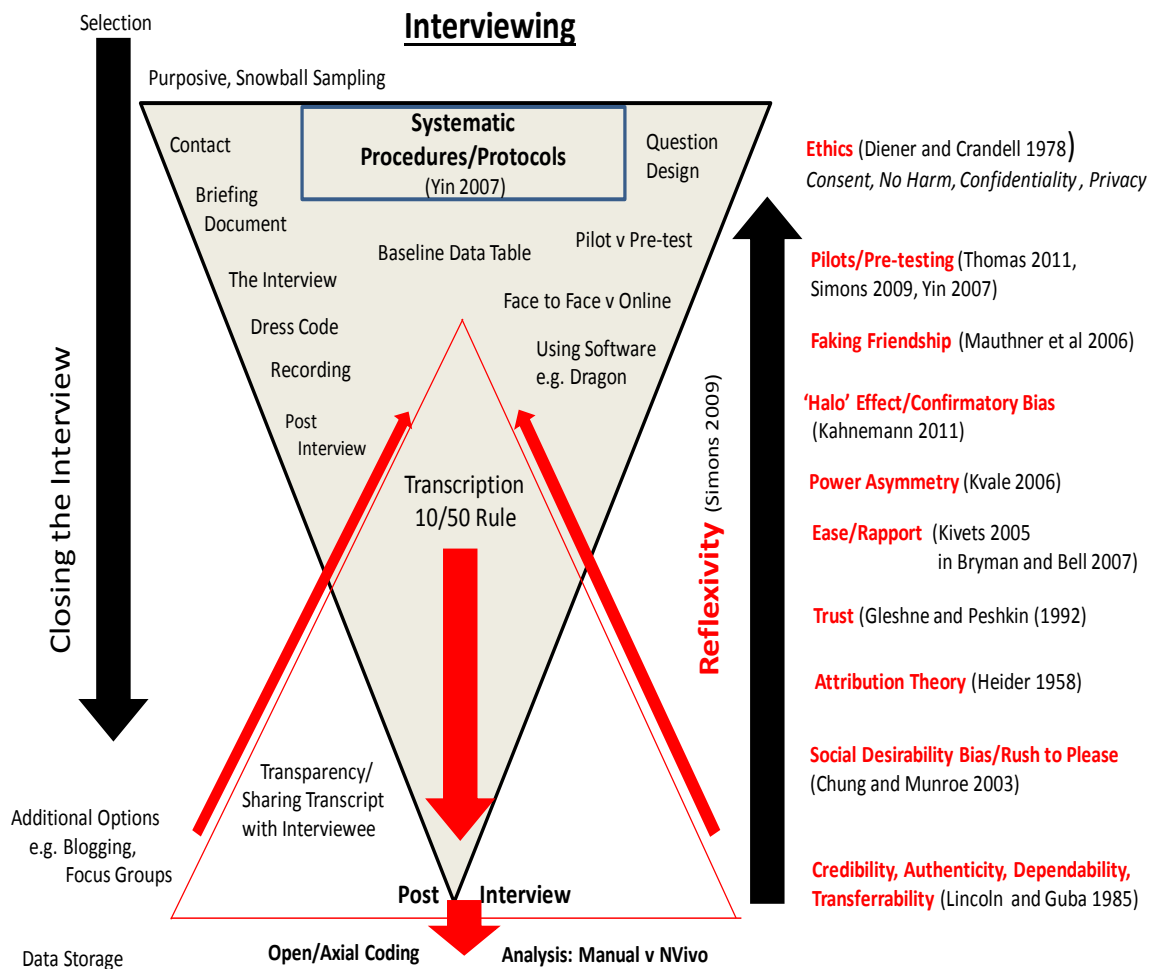 Selection
Interviewing
Purposive, Snowball Sampling
Contact
Systematic
Procedures/Protocols
(Yin 2007)
Question
Design
Briefing
Document
Baseline Data Table
Pilot v Pre-test
The Interview
Face to Face v Online
Dress Code
Using Software
e.g. Dragon
Recording
Post
Interview
Transcription
10/50 Rule
Closing the Interview
Transparency/
Sharing Transcript
with Interviewee
Additional Options
e.g. Blogging,
Focus Groups
Post Interview
Open/Axial Coding
Analysis: Manual v NVivo
Data Storage
Reflexivity (Simons 2009)
Ethics (Diener and Crandell 1978)
Consent, No Harm, Confidentiality , Privacy
Pilots/Pre-testing (Thomas 2011,
Simons 2009, Yin 2007)
Faking Friendship (Mauthner et al 2006)
‘Halo’ Effect/Confirmatory Bias
(Kahnemann 2011)
Power Asymmetry (Kvale 2006)
Ease/Rapport (Kivets 2005
in Bryman and Bell 2007)
Trust (Gleshne and Peshkin (1992)
Attribution Theory (Heider 1958)
Social Desirability Bias/Rush to Please
(Chung and Munroe 2003)
Credibility, Authenticity, Dependability,
Transferrability (Lincoln and Guba 1985)